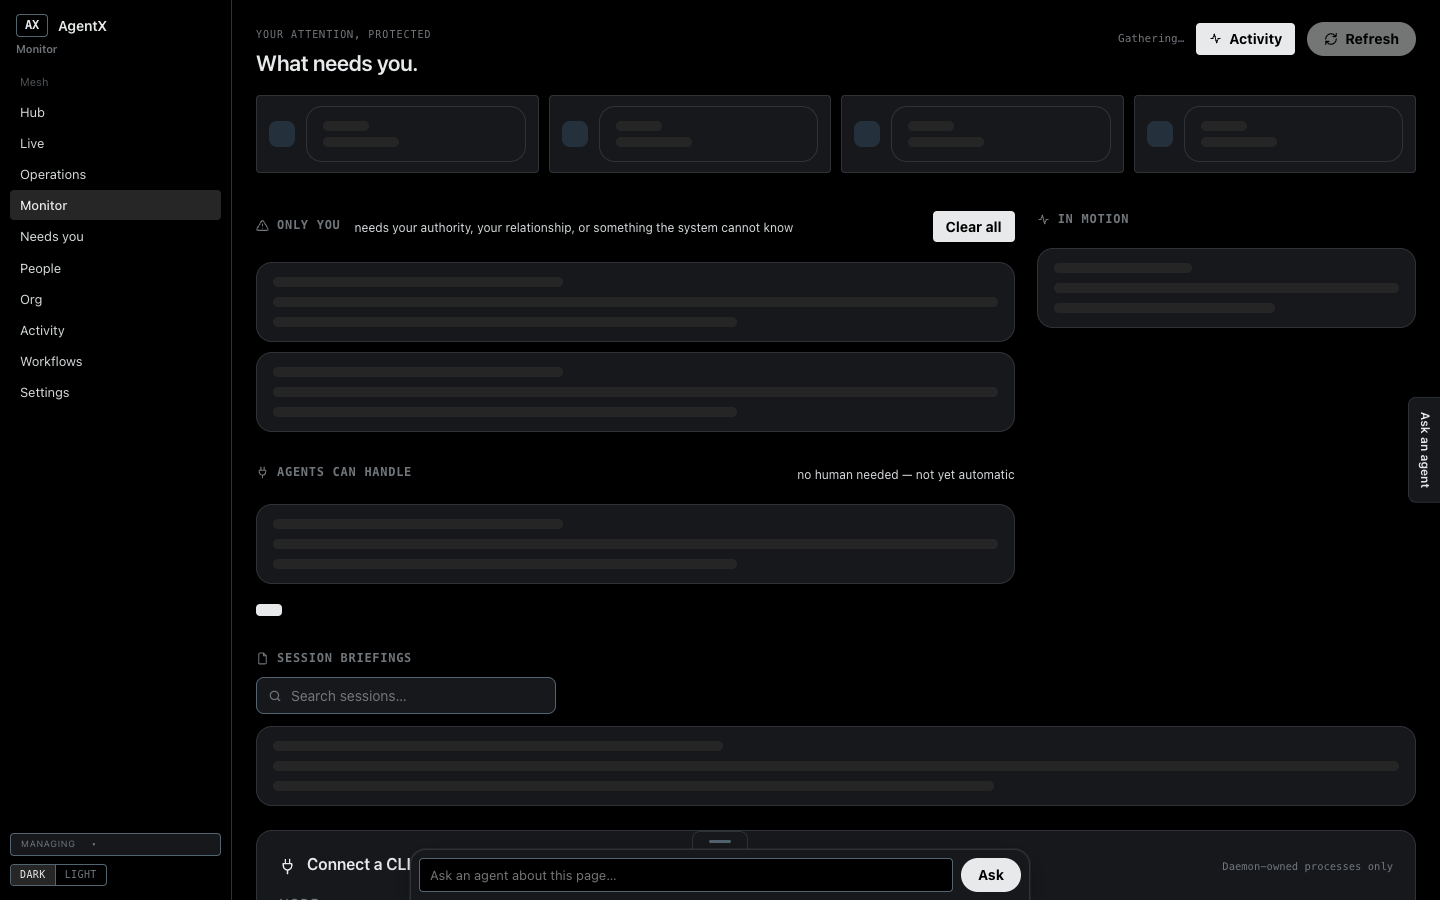 AX AgentX
Monitor
Mesh
Hub
Live
Operations
Monitor
Needs you
People
Org
Activity
Workflows
Settings
MANAGING
DARK LIGHT
YOUR ATTENTION, PROTECTED
What needs you.
Gathering…
Activity
Refresh
ONLY YOU needs your authority, your relationship, or something the system cannot know
Clear all
IN MOTION
AGENTS CAN HANDLE
no human needed — not yet automatic
SESSION BRIEFINGS
Search sessions…
Connect a CLI
Daemon-owned processes only
Ask an agent about this page…
Ask
Ask an agent